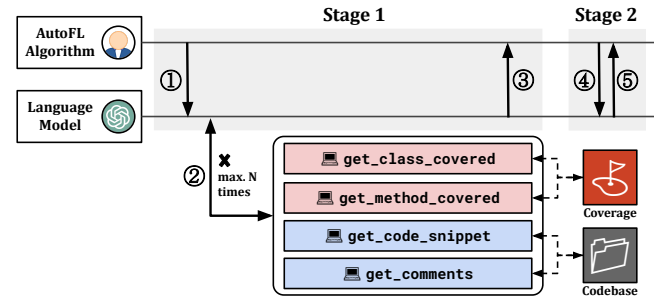 Stage 1
Stage 2
AutoFL
Algorithm
Language
Model
①
②
③
④
⑤
×
max. N
times
get_class_covered
get_method_covered
get_code_snippet
get_comments
Coverage
Codebase